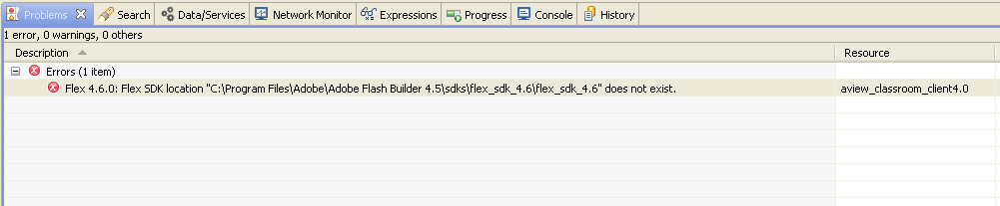 Problems Search Data/Services Network Monitor Expressions Progress Console History
1 error, 0 warnings, 0 others
Description Resource
Errors (1 item)
Flex 4.6.0: Flex SDK location "C:\Program Files\Adobe\Adobe Flash Builder 4.5\sdks\flex_sdk_4.6\flex_sdk_4.6" does not exist. aview_classroom_client4.0